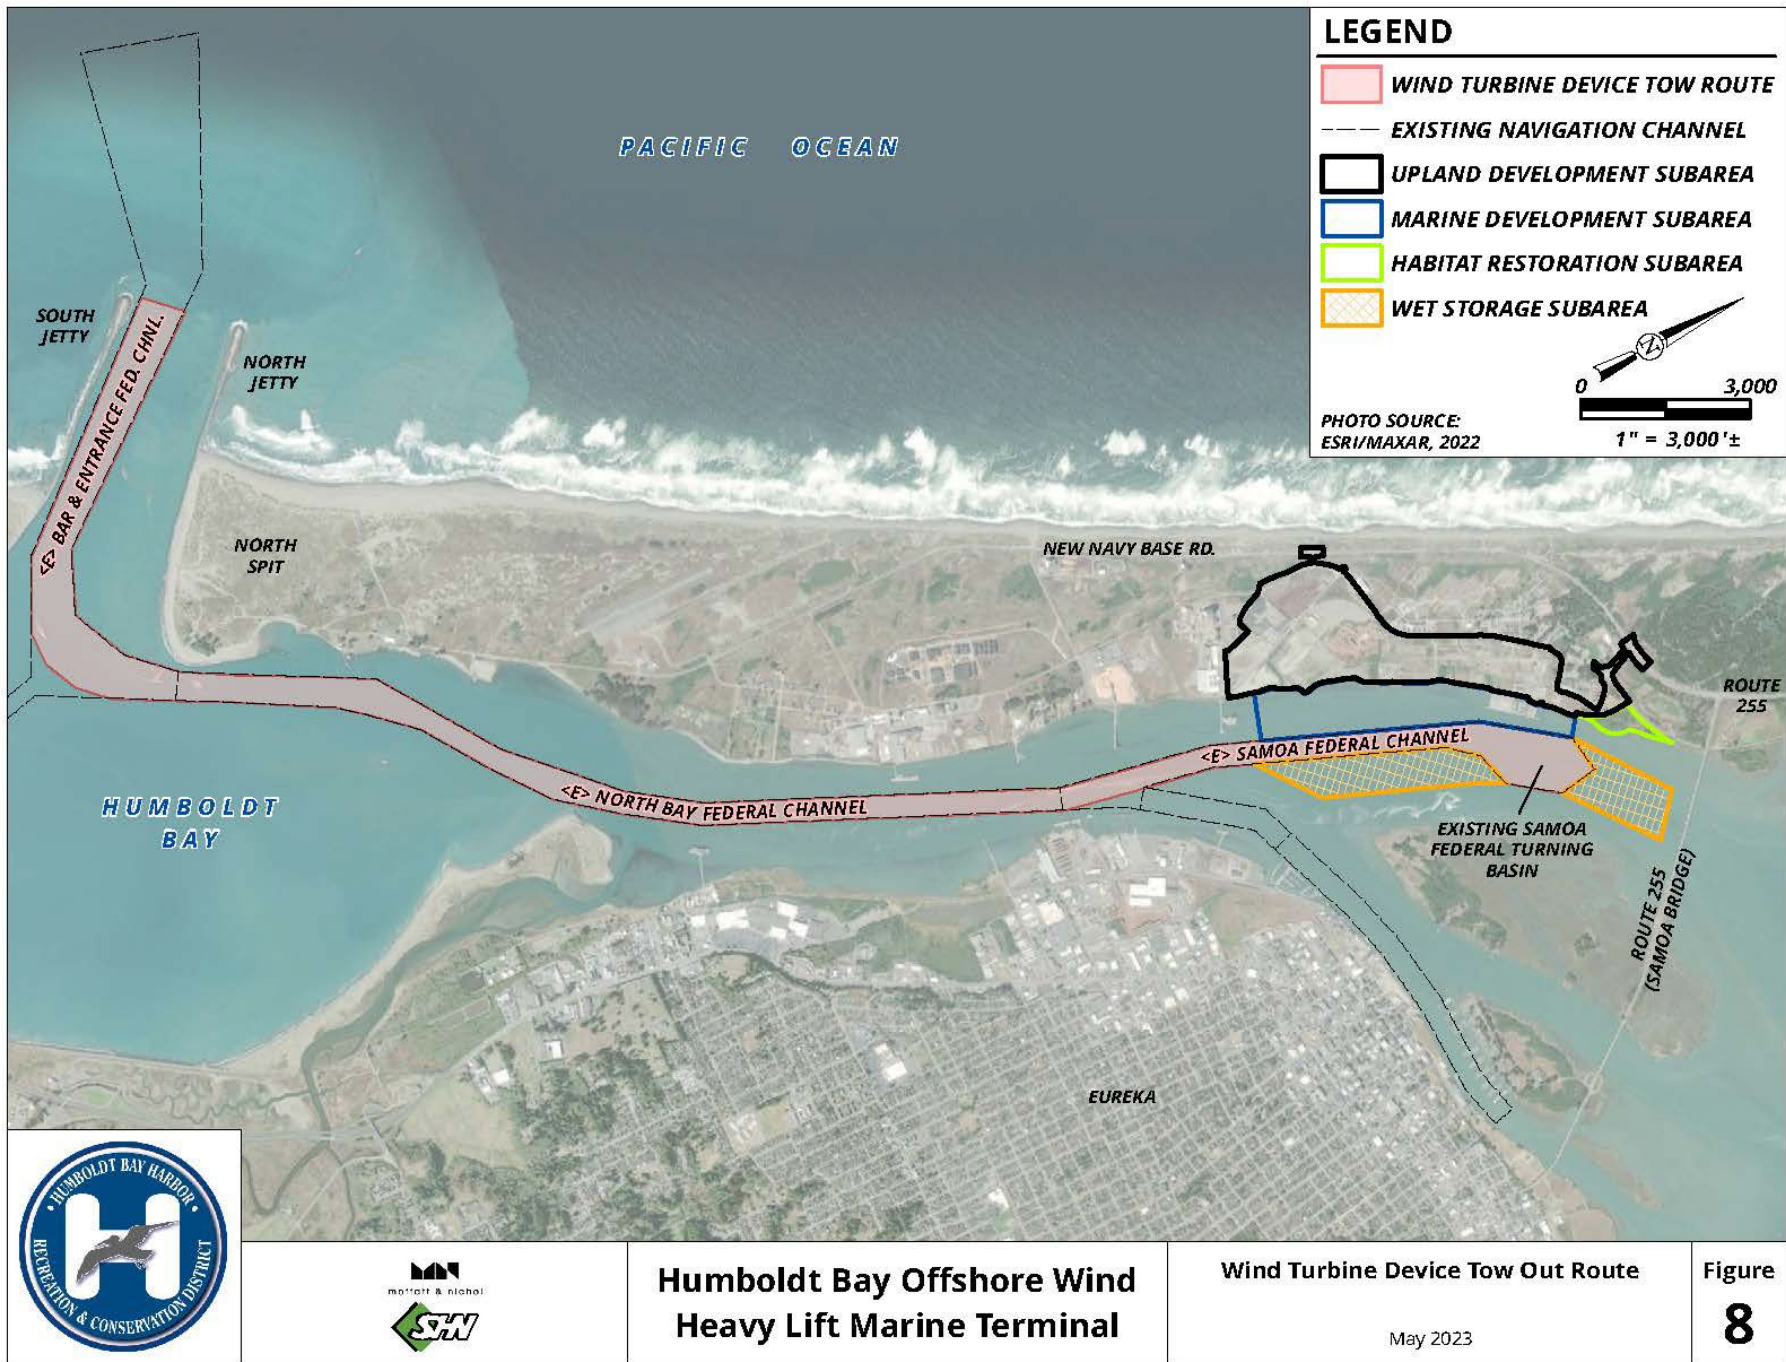 LEGEND
WIND TURBINE DEVICE TOW ROUTE
EXISTING NAVIGATION CHANNEL
UPLAND DEVELOPMENT SUBAREA
MARINE DEVELOPMENT SUBAREA
HABITAT RESTORATION SUBAREA
WET STORAGE SUBAREA
N
0 3,000
1" = 3,000'±
PHOTO SOURCE:
ESRI/MAXAR, 2022
PACIFIC OCEAN
SOUTH
JETTY
NORTH
JETTY
<E> BAR & ENTRANCE FED. CHNL.
NORTH
SPIT
NEW NAVY BASE RD.
ROUTE
255
<E> SAMOA FEDERAL CHANNEL
<E> NORTH BAY FEDERAL CHANNEL
HUMBOLDT
BAY
EXISTING SAMOA
FEDERAL TURNING
BASIN
ROUTE 255
(SAMOA BRIDGE)
EUREKA
HUMBOLDT BAY HARBOR
H
RECREATION & CONSERVATION DISTRICT
moffatt & nichol
SHN
Humboldt Bay Offshore Wind
Heavy Lift Marine Terminal
Wind Turbine Device Tow Out Route
May 2023
Figure
8